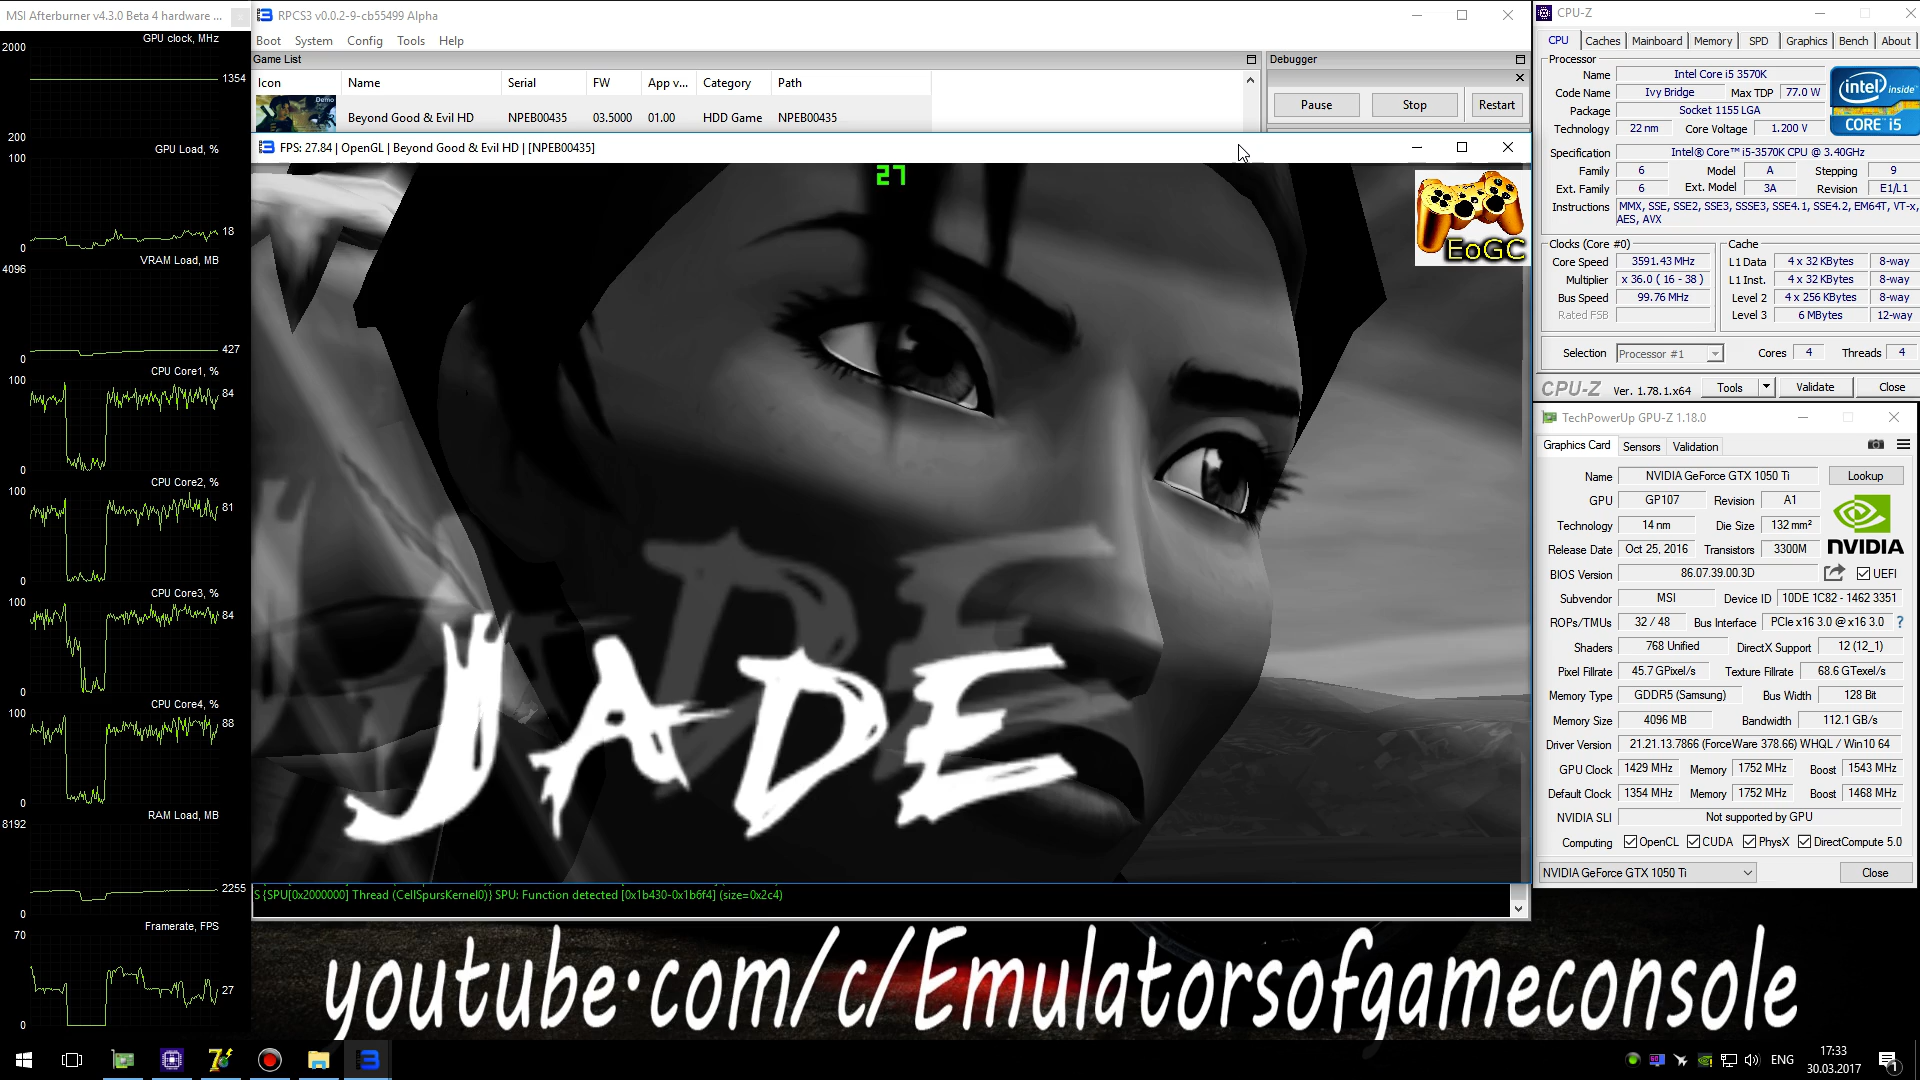 MSI Afterburner v4.3.0 Beta 4 hardware ...
GPU clock, MHz
2000
1354
200
GPU Load, %
100
18
0
VRAM Load, MB
4096
427
0
CPU Core1, %
100
84
0
CPU Core2, %
100
81
0
CPU Core3, %
100
84
0
CPU Core4, %
100
88
0
RAM Load, MB
8192
2255
0
Framerate, FPS
70
27
0
RPCS3 v0.0.2-9-cb55499 Alpha
Boot System Config Tools Help
Game List
Icon Name Serial FW App v... Category Path
Demo
Beyond Good & Evil HD NPEB00435 03.5000 01.00 HDD Game NPEB00435
Debugger
Pause Stop Restart
FPS: 27.84 | OpenGL | Beyond Good & Evil HD | [NPEB00435]
27
EoGC
DE
JADE
S {SPU[0x2000000] Thread (CellSpursKernel0)} SPU: Function detected [0x1b430-0x1b6f4] (size=0x2c4)
CPU-Z
CPU Caches Mainboard Memory SPD Graphics Bench About
Processor
Name Intel Core i5 3570K
Code Name Ivy Bridge Max TDP 77.0 W
Package Socket 1155 LGA
Technology 22 nm Core Voltage 1.200 V
intel inside™
CORE i5
Specification Intel® Core™ i5-3570K CPU @ 3.40GHz
Family 6 Model A Stepping 9
Ext. Family 6 Ext. Model 3A Revision E1/L1
Instructions MMX, SSE, SSE2, SSE3, SSSE3, SSE4.1, SSE4.2, EM64T, VT-x,
AES, AVX
Clocks (Core #0)
Core Speed 3591.43 MHz
Multiplier x 36.0 ( 16 - 38 )
Bus Speed 99.76 MHz
Rated FSB
Cache
L1 Data 4 x 32 KBytes 8-way
L1 Inst. 4 x 32 KBytes 8-way
Level 2 4 x 256 KBytes 8-way
Level 3 6 MBytes 12-way
Selection Processor #1 Cores 4 Threads 4
CPU-Z Ver. 1.78.1.x64 Tools Validate Close
TechPowerUp GPU-Z 1.18.0
Graphics Card Sensors Validation
Name NVIDIA GeForce GTX 1050 Ti Lookup
GPU GP107 Revision A1
Technology 14 nm Die Size 132 mm²
Release Date Oct 25, 2016 Transistors 3300M
NVIDIA
BIOS Version 86.07.39.00.3D UEFI
Subvendor MSI Device ID 10DE 1C82 - 1462 3351
ROPs/TMUs 32 / 48 Bus Interface PCIe x16 3.0 @ x16 3.0 ?
Shaders 768 Unified DirectX Support 12 (12_1)
Pixel Fillrate 45.7 GPixel/s Texture Fillrate 68.6 GTexel/s
Memory Type GDDR5 (Samsung) Bus Width 128 Bit
Memory Size 4096 MB Bandwidth 112.1 GB/s
Driver Version 21.21.13.7866 (ForceWare 378.66) WHQL / Win10 64
GPU Clock 1429 MHz Memory 1752 MHz Boost 1543 MHz
Default Clock 1354 MHz Memory 1752 MHz Boost 1468 MHz
NVIDIA SLI Not supported by GPU
Computing OpenCL CUDA PhysX DirectCompute 5.0
NVIDIA GeForce GTX 1050 Ti Close
youtube.com/c/Emulatorsofgameconsole
ENG
17:33
30.03.2017
1